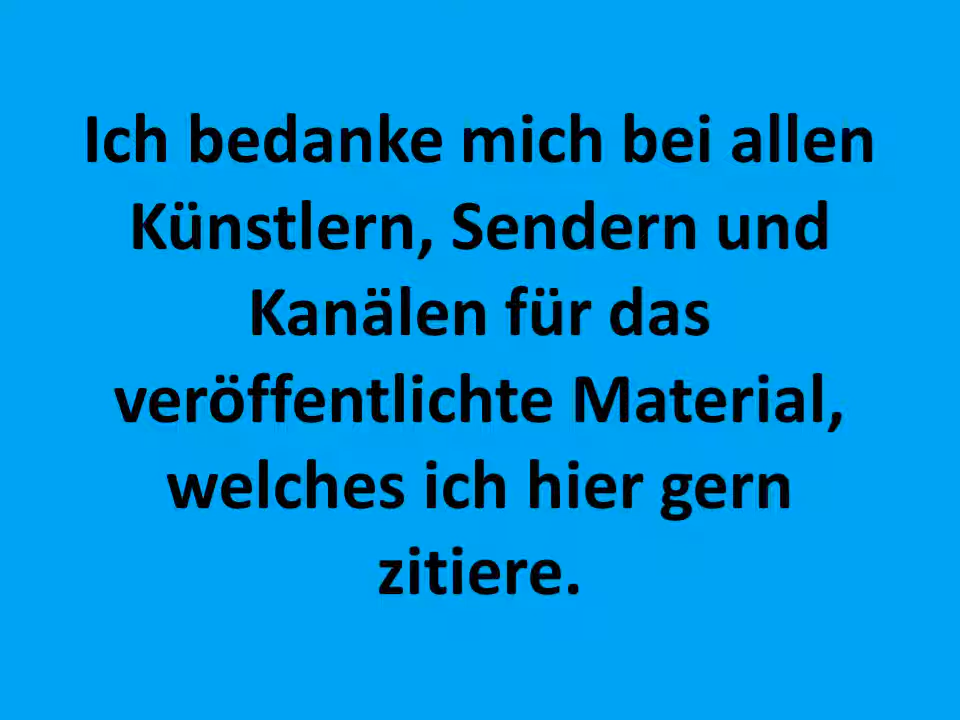 Ich bedanke mich bei allen
Künstlern, Sendern und
Kanälen für das
veröffentlichte Material,
welches ich hier gern
zitiere.